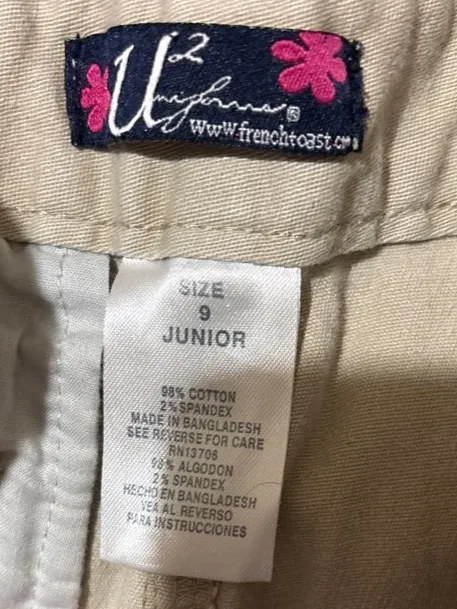 U2
Uniforms®
www.frenchtoast.com
SIZE
9
JUNIOR
98% COTTON
2% SPANDEX
MADE IN BANGLADESH
SEE REVERSE FOR CARE
RN13706
98% ALGODON
2% SPANDEX
HECHO EN BANGLADESH
VEA AL REVERSO
PARA INSTRUCCIONES